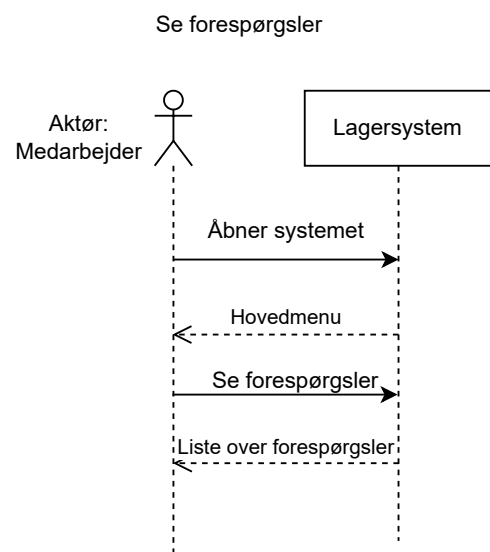 Se forespørgsler
Aktør:
Medarbejder
Lagersystem
Åbner systemet
Hovedmenu
Se forespørgsler
Liste over forespørgsler